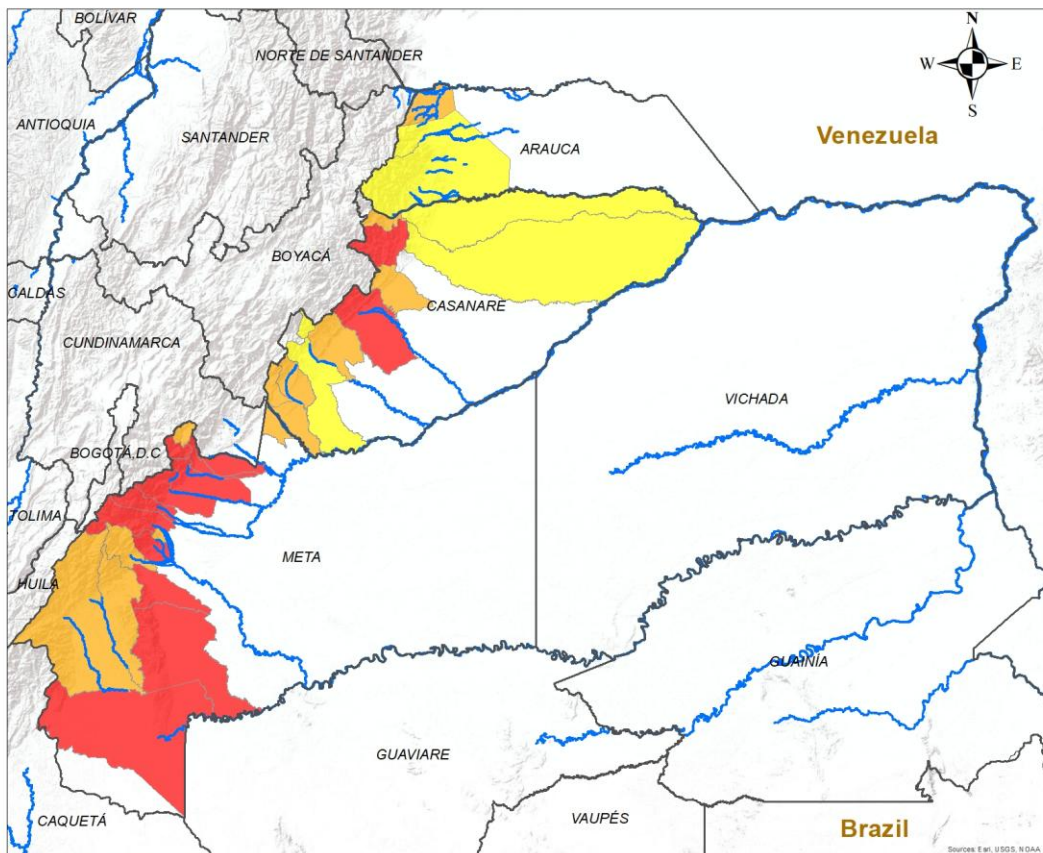 BOLÍVAR
N
NORTE DE SANTANDER
W E
S
ANTIOQUIA
SANTANDER
ARAUCA
Venezuela
BOYACÁ
CALDAS
CASANARE
CUNDINAMARCA
VICHADA
BOGOTÁ,D.C
TOLIMA
META
HUILA
GUAINÍA
GUAVIARE
CAQUETÁ
VAUPÉS
Brazil
Sources: Esri, USGS, NOAA